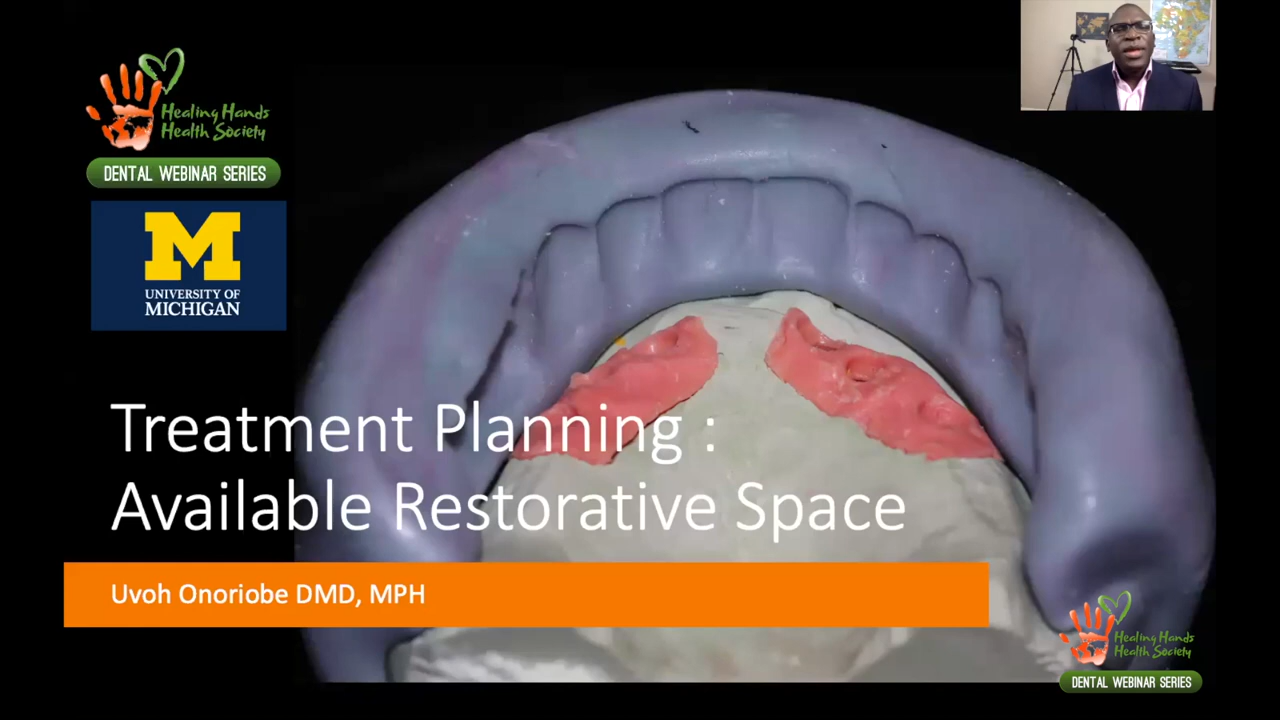 Healing Hands
Health Society
DENTAL WEBINAR SERIES
M
UNIVERSITY OF
MICHIGAN
Treatment Planning :
Available Restorative Space
Uvoh Onoriobe DMD, MPH
Healing Hands
Health Society
DENTAL WEBINAR SERIES